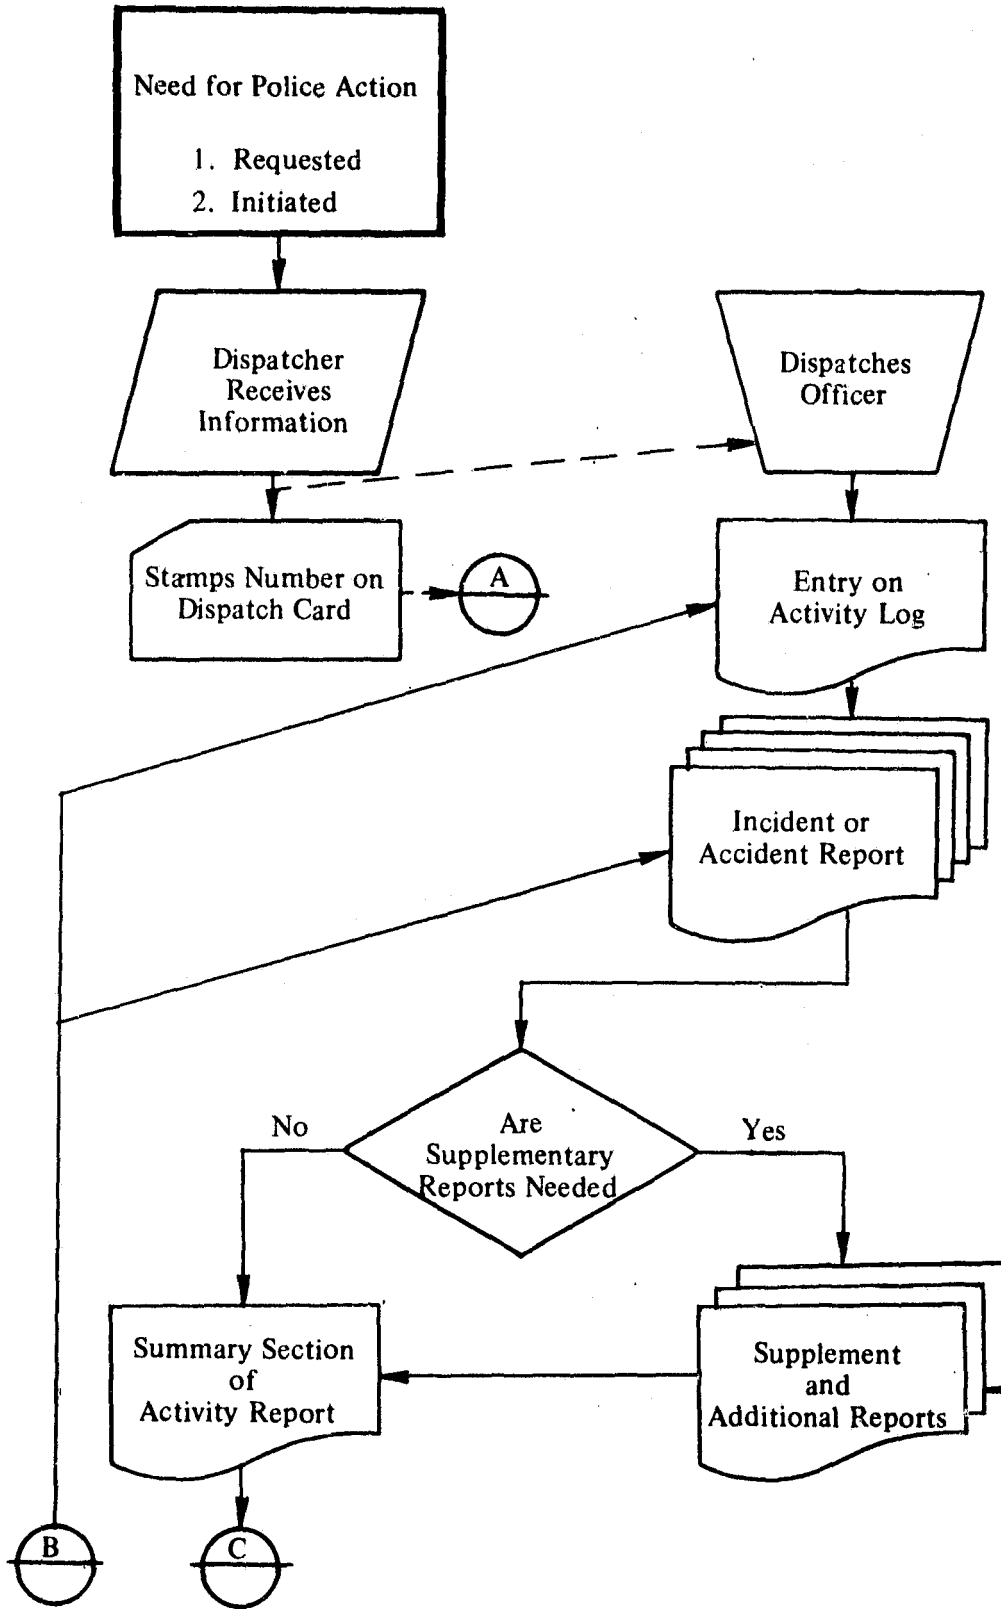 Need for Police Action
1. Requested
2. Initiated
Dispatcher
Receives
Information
Dispatches
Officer
Stamps Number on
Dispatch Card
A
Entry on
Activity Log
Incident or
Accident Report
Are
Supplementary
Reports Needed
No
Yes
Summary Section
of
Activity Report
Supplement
and
Additional Reports
B
C